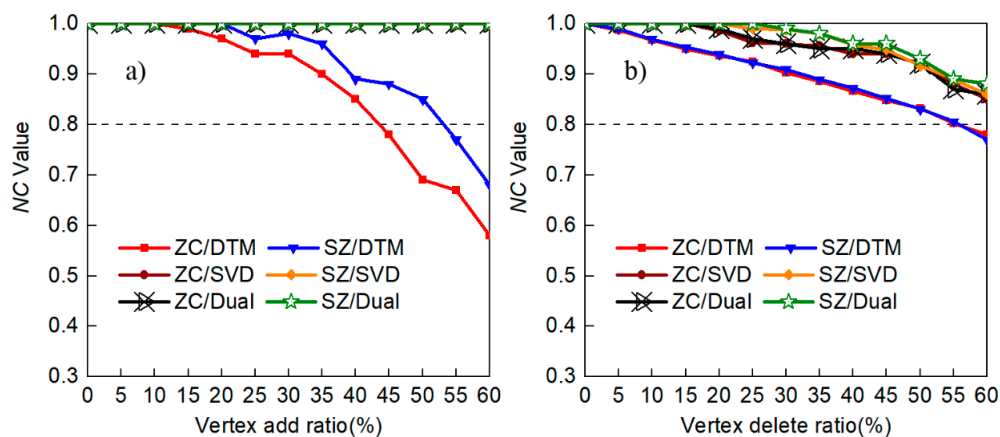 a)
NC Value
1.0
0.9
0.8
0.7
0.6
0.5
0.4
0.3
ZC/DTM SZ/DTM
ZC/SVD SZ/SVD
ZC/Dual SZ/Dual
0 5 10 15 20 25 30 35 40 45 50 55 60
Vertex add ratio(%)
b)
NC Value
1.0
0.9
0.8
0.7
0.6
0.5
0.4
0.3
ZC/DTM SZ/DTM
ZC/SVD SZ/SVD
ZC/Dual SZ/Dual
0 5 10 15 20 25 30 35 40 45 50 55 60
Vertex delete ratio(%)